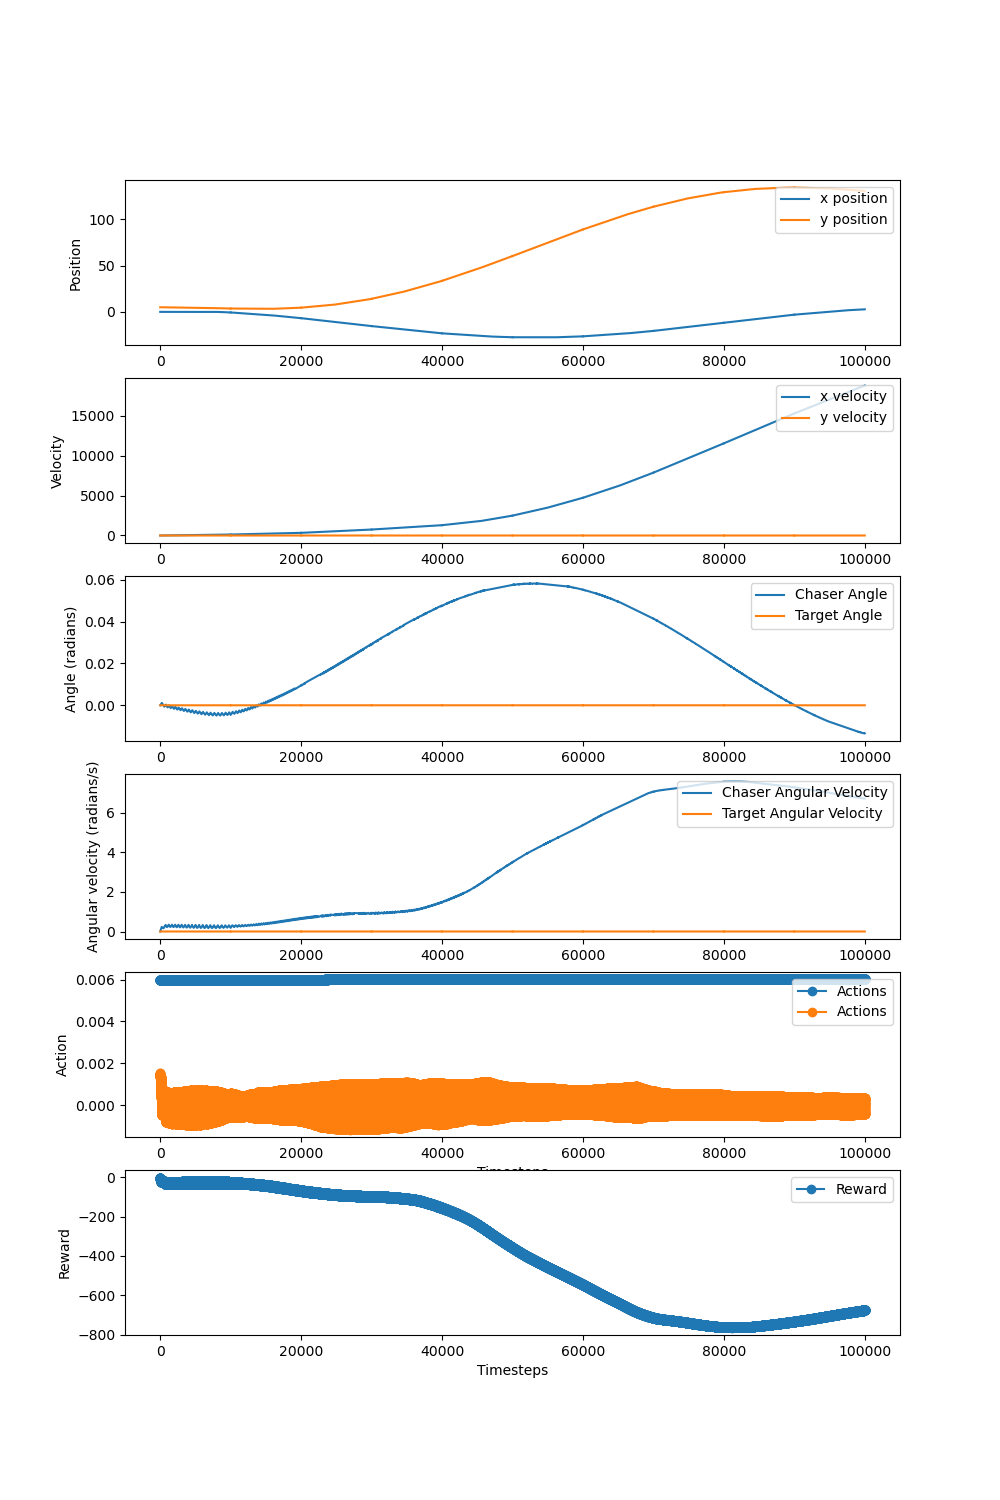 Position
100
50
0
x position
y position
0 20000 40000 60000 80000 100000
Velocity
15000
10000
5000
0
x velocity
y velocity
0 20000 40000 60000 80000 100000
Angle (radians)
0.06
0.04
0.02
0.00
Chaser Angle
Target Angle
0 20000 40000 60000 80000 100000
Angular velocity (radians/s)
6
4
2
0
Chaser Angular Velocity
Target Angular Velocity
0 20000 40000 60000 80000 100000
Action
0.006
0.004
0.002
0.000
Actions
Actions
0 20000 40000 60000 80000 100000
Timesteps
Reward
0
−200
−400
−600
−800
Reward
0 20000 40000 60000 80000 100000
Timesteps